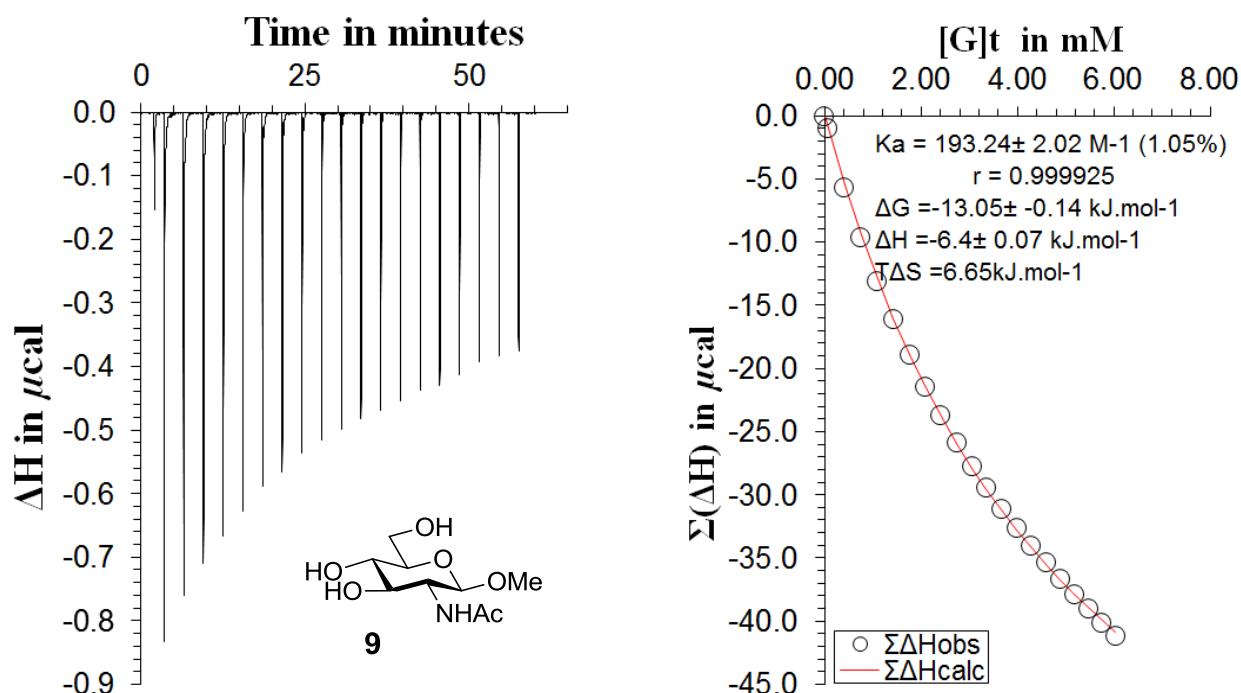 Time in minutes
0 25 50
0.0
-0.1
-0.2
-0.3
-0.4
-0.5
-0.6
-0.7
-0.8
-0.9
ΔH in μcal
OH
HO
O
HO
OMe
NHAc
9
[G]t in mM
0.00 2.00 4.00 6.00 8.00
0.0
-5.0
-10.0
-15.0
-20.0
-25.0
-30.0
-35.0
-40.0
-45.0
Σ(ΔH) in μcal
Ka = 193.24± 2.02 M-1 (1.05%)
r = 0.999925
ΔG =-13.05± -0.14 kJ.mol-1
ΔH =-6.4± 0.07 kJ.mol-1
TΔS =6.65kJ.mol-1
ΣΔHobs
ΣΔHcalc